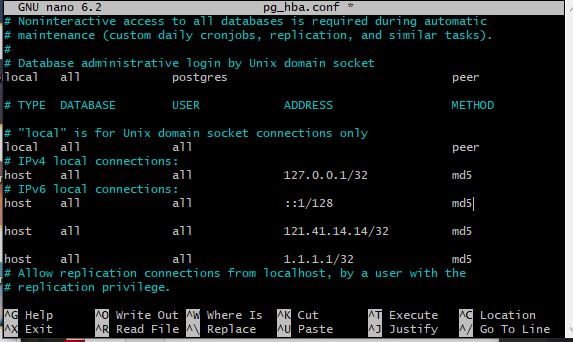 GNU nano 6.2 pg_hba.conf *
# Noninteractive access to all databases is required during automatic
# maintenance (custom daily cronjobs, replication, and similar tasks).
#
# Database administrative login by Unix domain socket
local all postgres peer
# TYPE DATABASE USER ADDRESS METHOD
# "local" is for Unix domain socket connections only
local all all peer
# IPv4 local connections:
host all all 127.0.0.1/32 md5
# IPv6 local connections:
host all all ::1/128 md5
host all all 121.41.14.14/32 md5
host all all 1.1.1.1/32 md5
# Allow replication connections from localhost, by a user with the
# replication privilege.
^G Help ^O Write Out ^W Where Is ^K Cut ^T Execute ^C Location
^X Exit ^R Read File ^\ Replace ^U Paste ^J Justify ^/ Go To Line